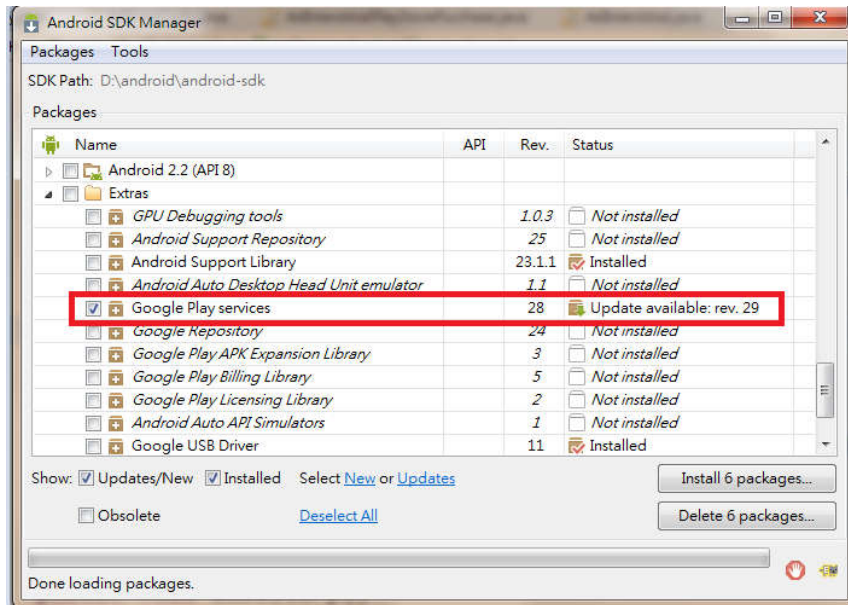 Android SDK Manager
Packages Tools
SDK Path: D:\android\android-sdk
Packages
Name API Rev. Status
Android 2.2 (API 8)
Extras
GPU Debugging tools 1.0.3 Not installed
Android Support Repository 25 Not installed
Android Support Library 23.1.1 Installed
Android Auto Desktop Head Unit emulator 1.1 Not installed
Google Play services 28 Update available: rev. 29
Google Repository 24 Not installed
Google Play APK Expansion Library 3 Not installed
Google Play Billing Library 5 Not installed
Google Play Licensing Library 2 Not installed
Android Auto API Simulators 1 Not installed
Google USB Driver 11 Installed
Show: Updates/New Installed Select New or Updates Install 6 packages...
Obsolete Deselect All Delete 6 packages...
Done loading packages.